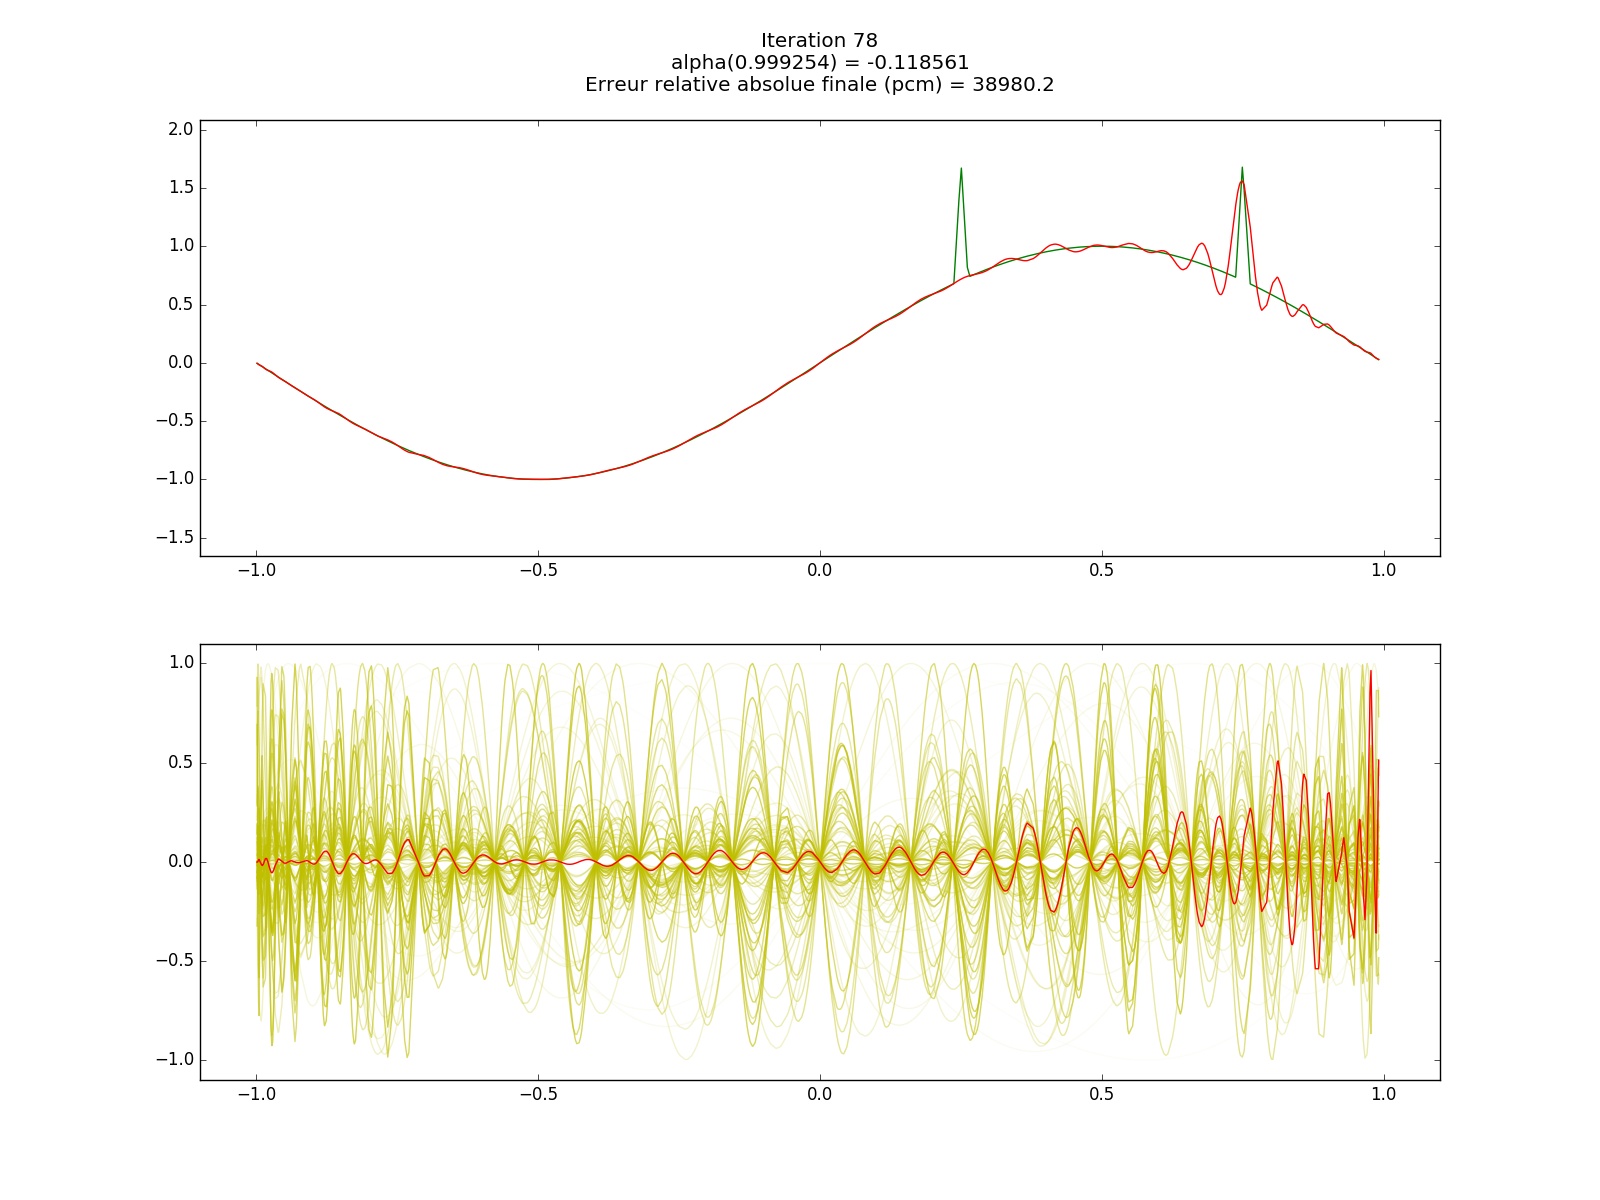 Iteration 78
alpha(0.999254) = -0.118561
Erreur relative absolue finale (pcm) = 38980.2
2.0
1.5
1.0
0.5
0.0
−0.5
−1.0
−1.5
−1.0 −0.5 0.0 0.5 1.0
1.0
0.5
0.0
−0.5
−1.0
−1.0 −0.5 0.0 0.5 1.0